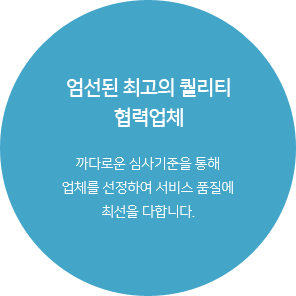 엄선된 최고의 퀄리티
협력업체
까다로운 심사기준을 통해
업체를 선정하여 서비스 품질에
최선을 다합니다.